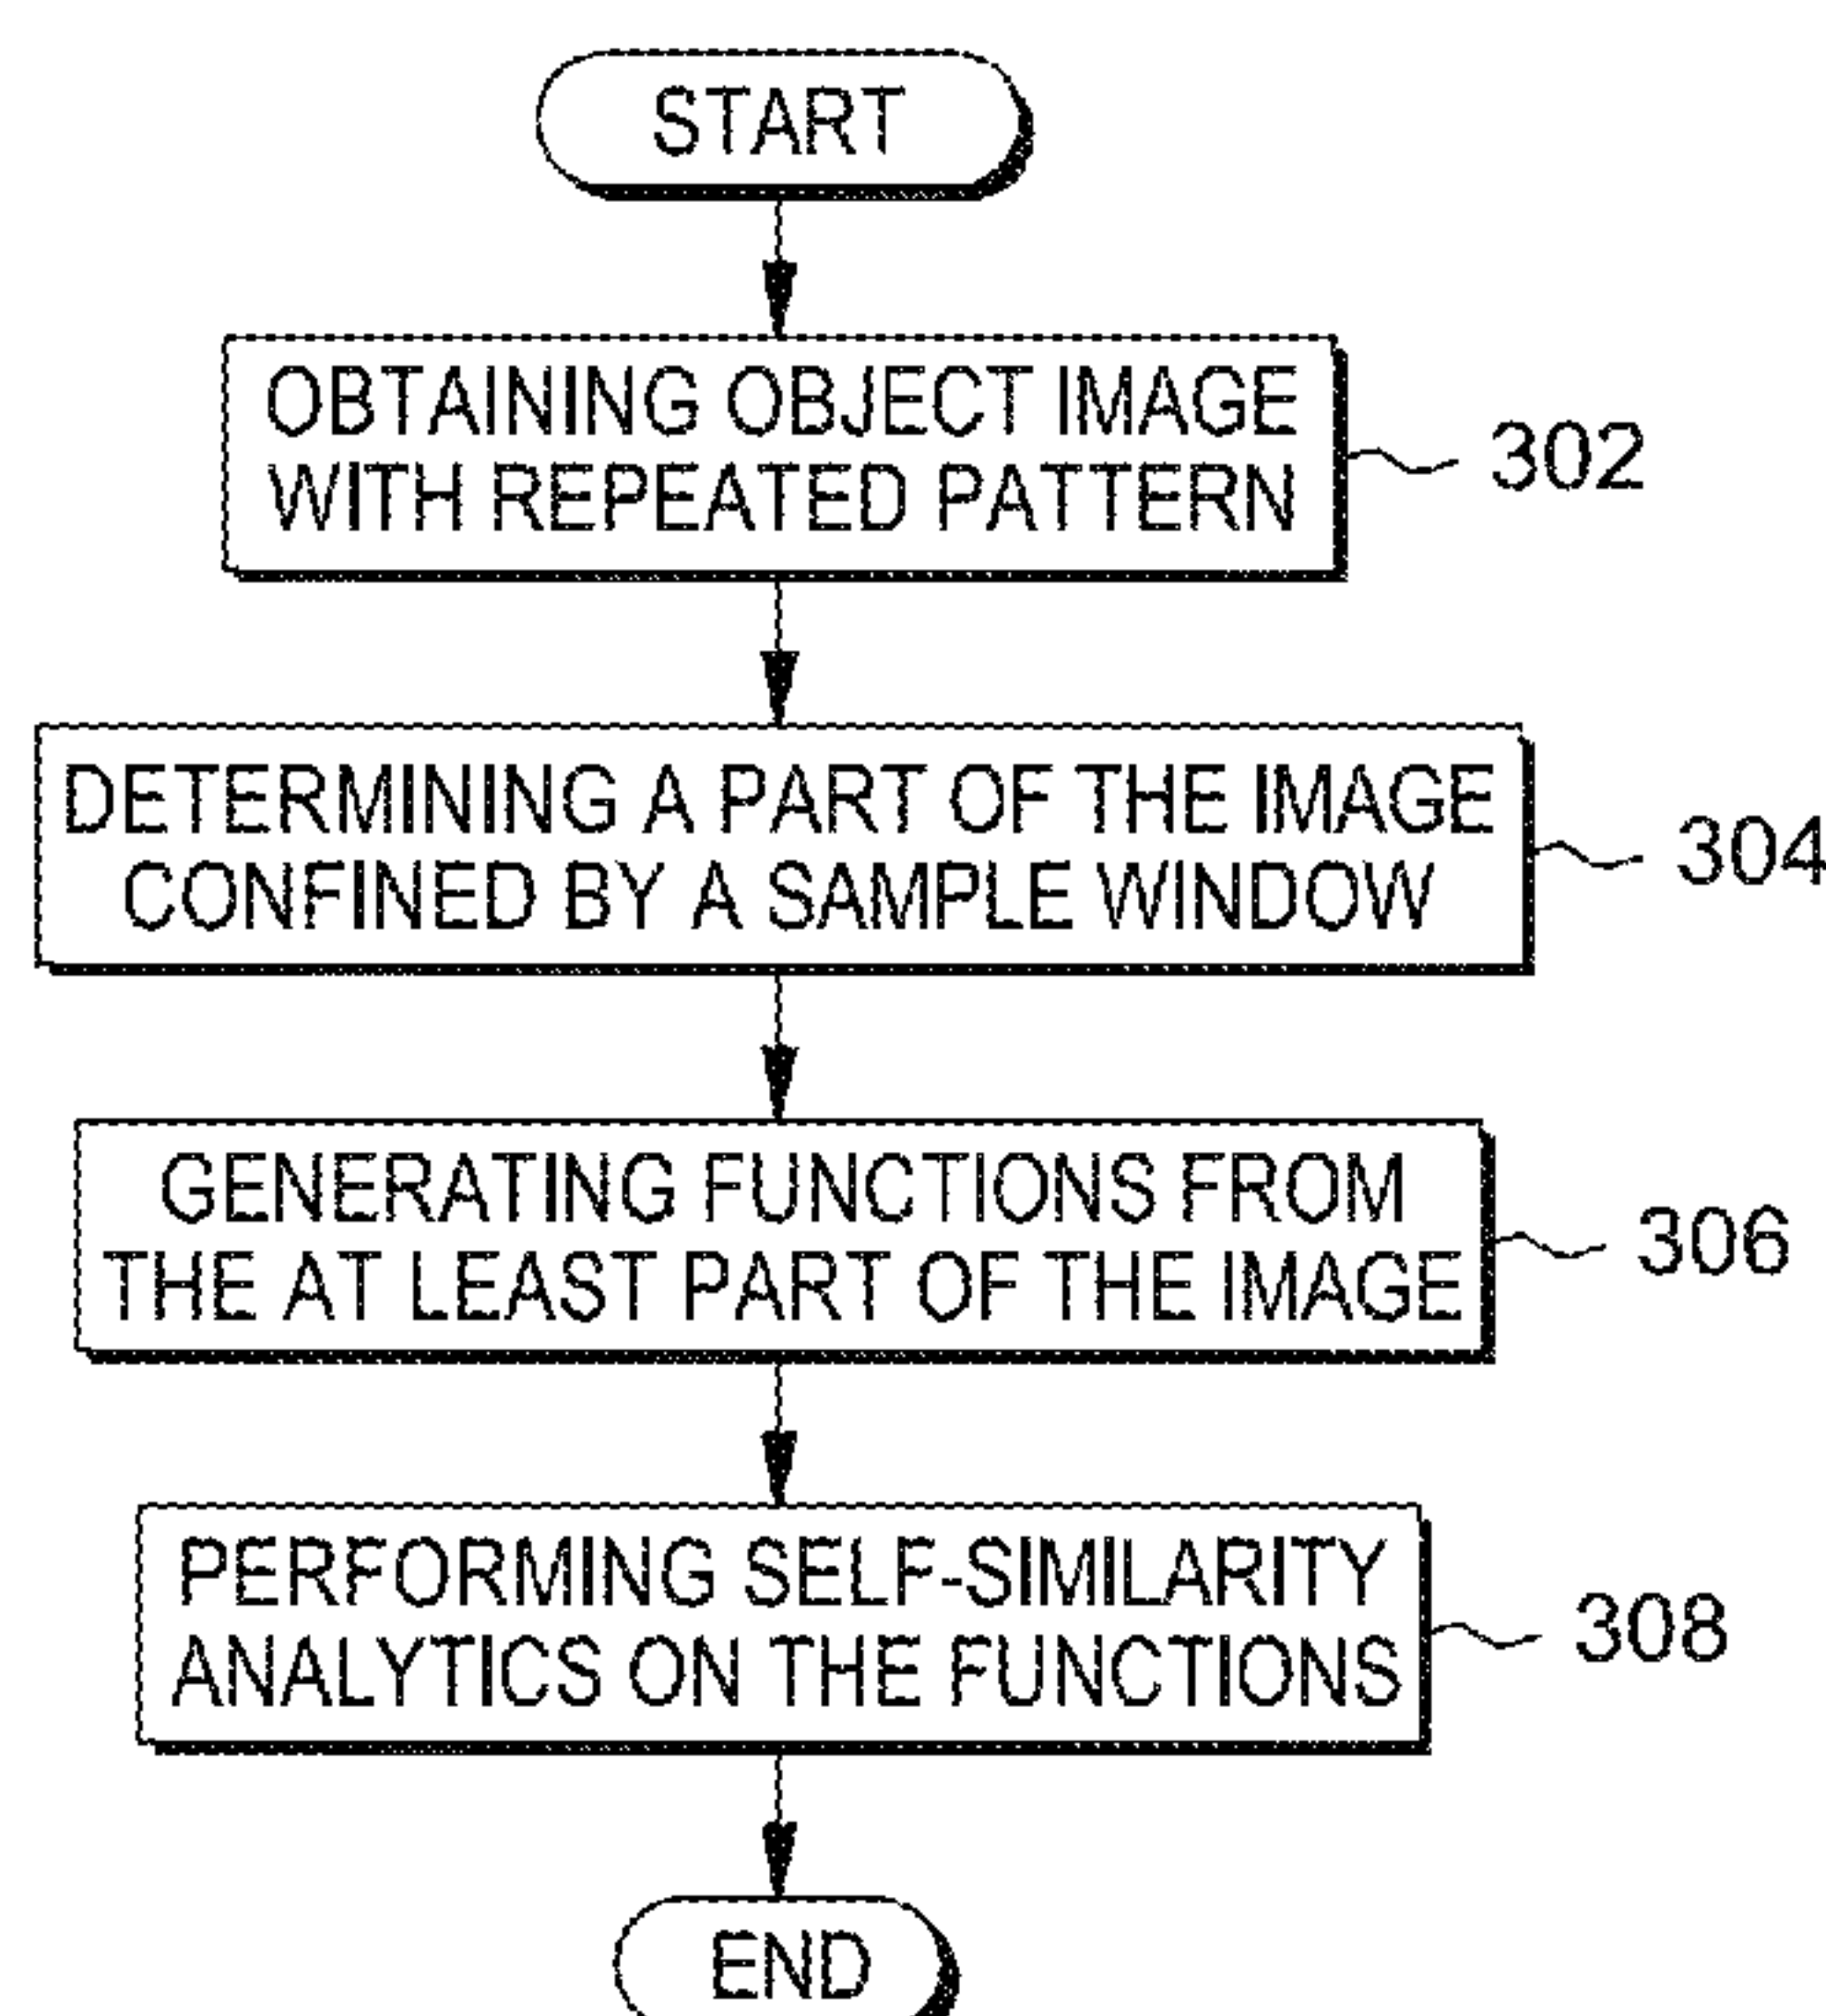 START
OBTAINING OBJECT IMAGE
WITH REPEATED PATTERN
302
DETERMINING A PART OF THE IMAGE
CONFINED BY A SAMPLE WINDOW
304
GENERATING FUNCTIONS FROM
THE AT LEAST PART OF THE IMAGE
306
PERFORMING SELF-SIMILARITY
ANALYTICS ON THE FUNCTIONS
308
END